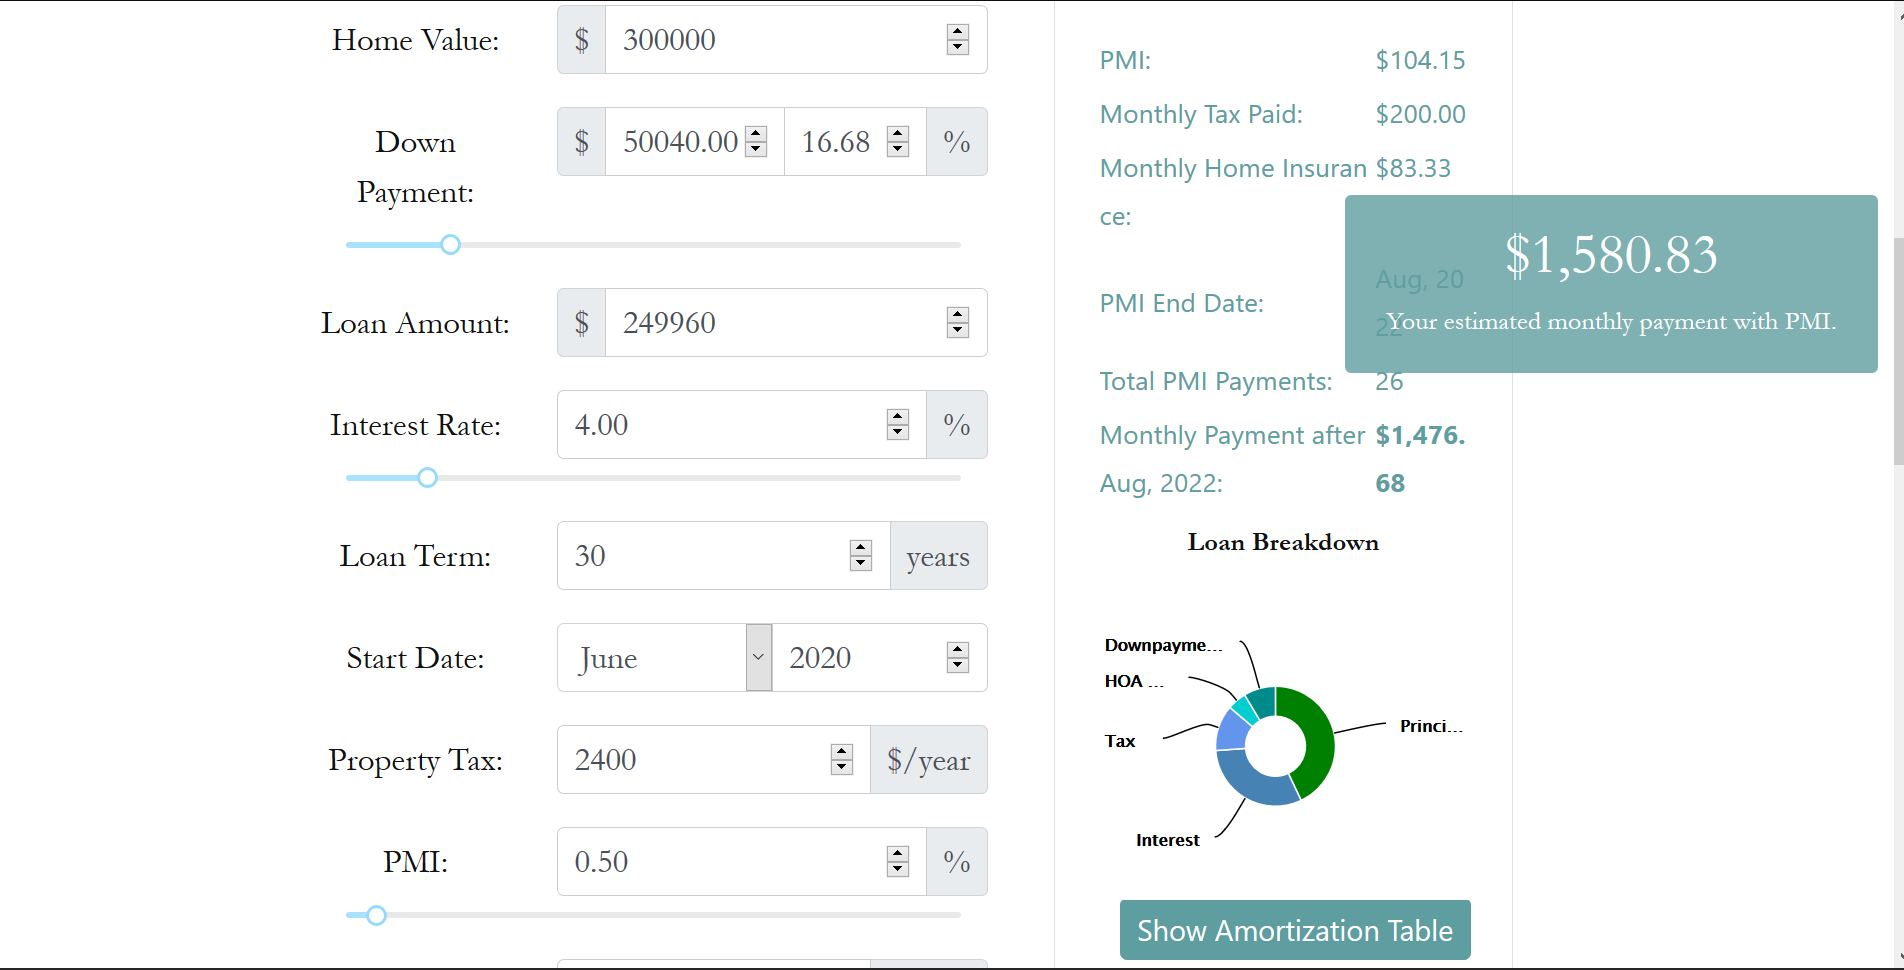 Home Value:
$ 300000
Down
Payment:
$ 50040.00 16.68 %
Loan Amount:
$ 249960
Interest Rate:
4.00 %
Loan Term:
30 years
Start Date:
June 2020
Property Tax:
2400 $/year
PMI:
0.50 %
PMI: $104.15
Monthly Tax Paid: $200.00
Monthly Home Insuran $83.33
ce:
PMI End Date:
Aug, 20
22
$1,580.83
Your estimated monthly payment with PMI.
Total PMI Payments: 26
Monthly Payment after $1,476.
Aug, 2022: 68
Loan Breakdown
Downpayme...
HOA ...
Tax
Princi...
Interest
Show Amortization Table